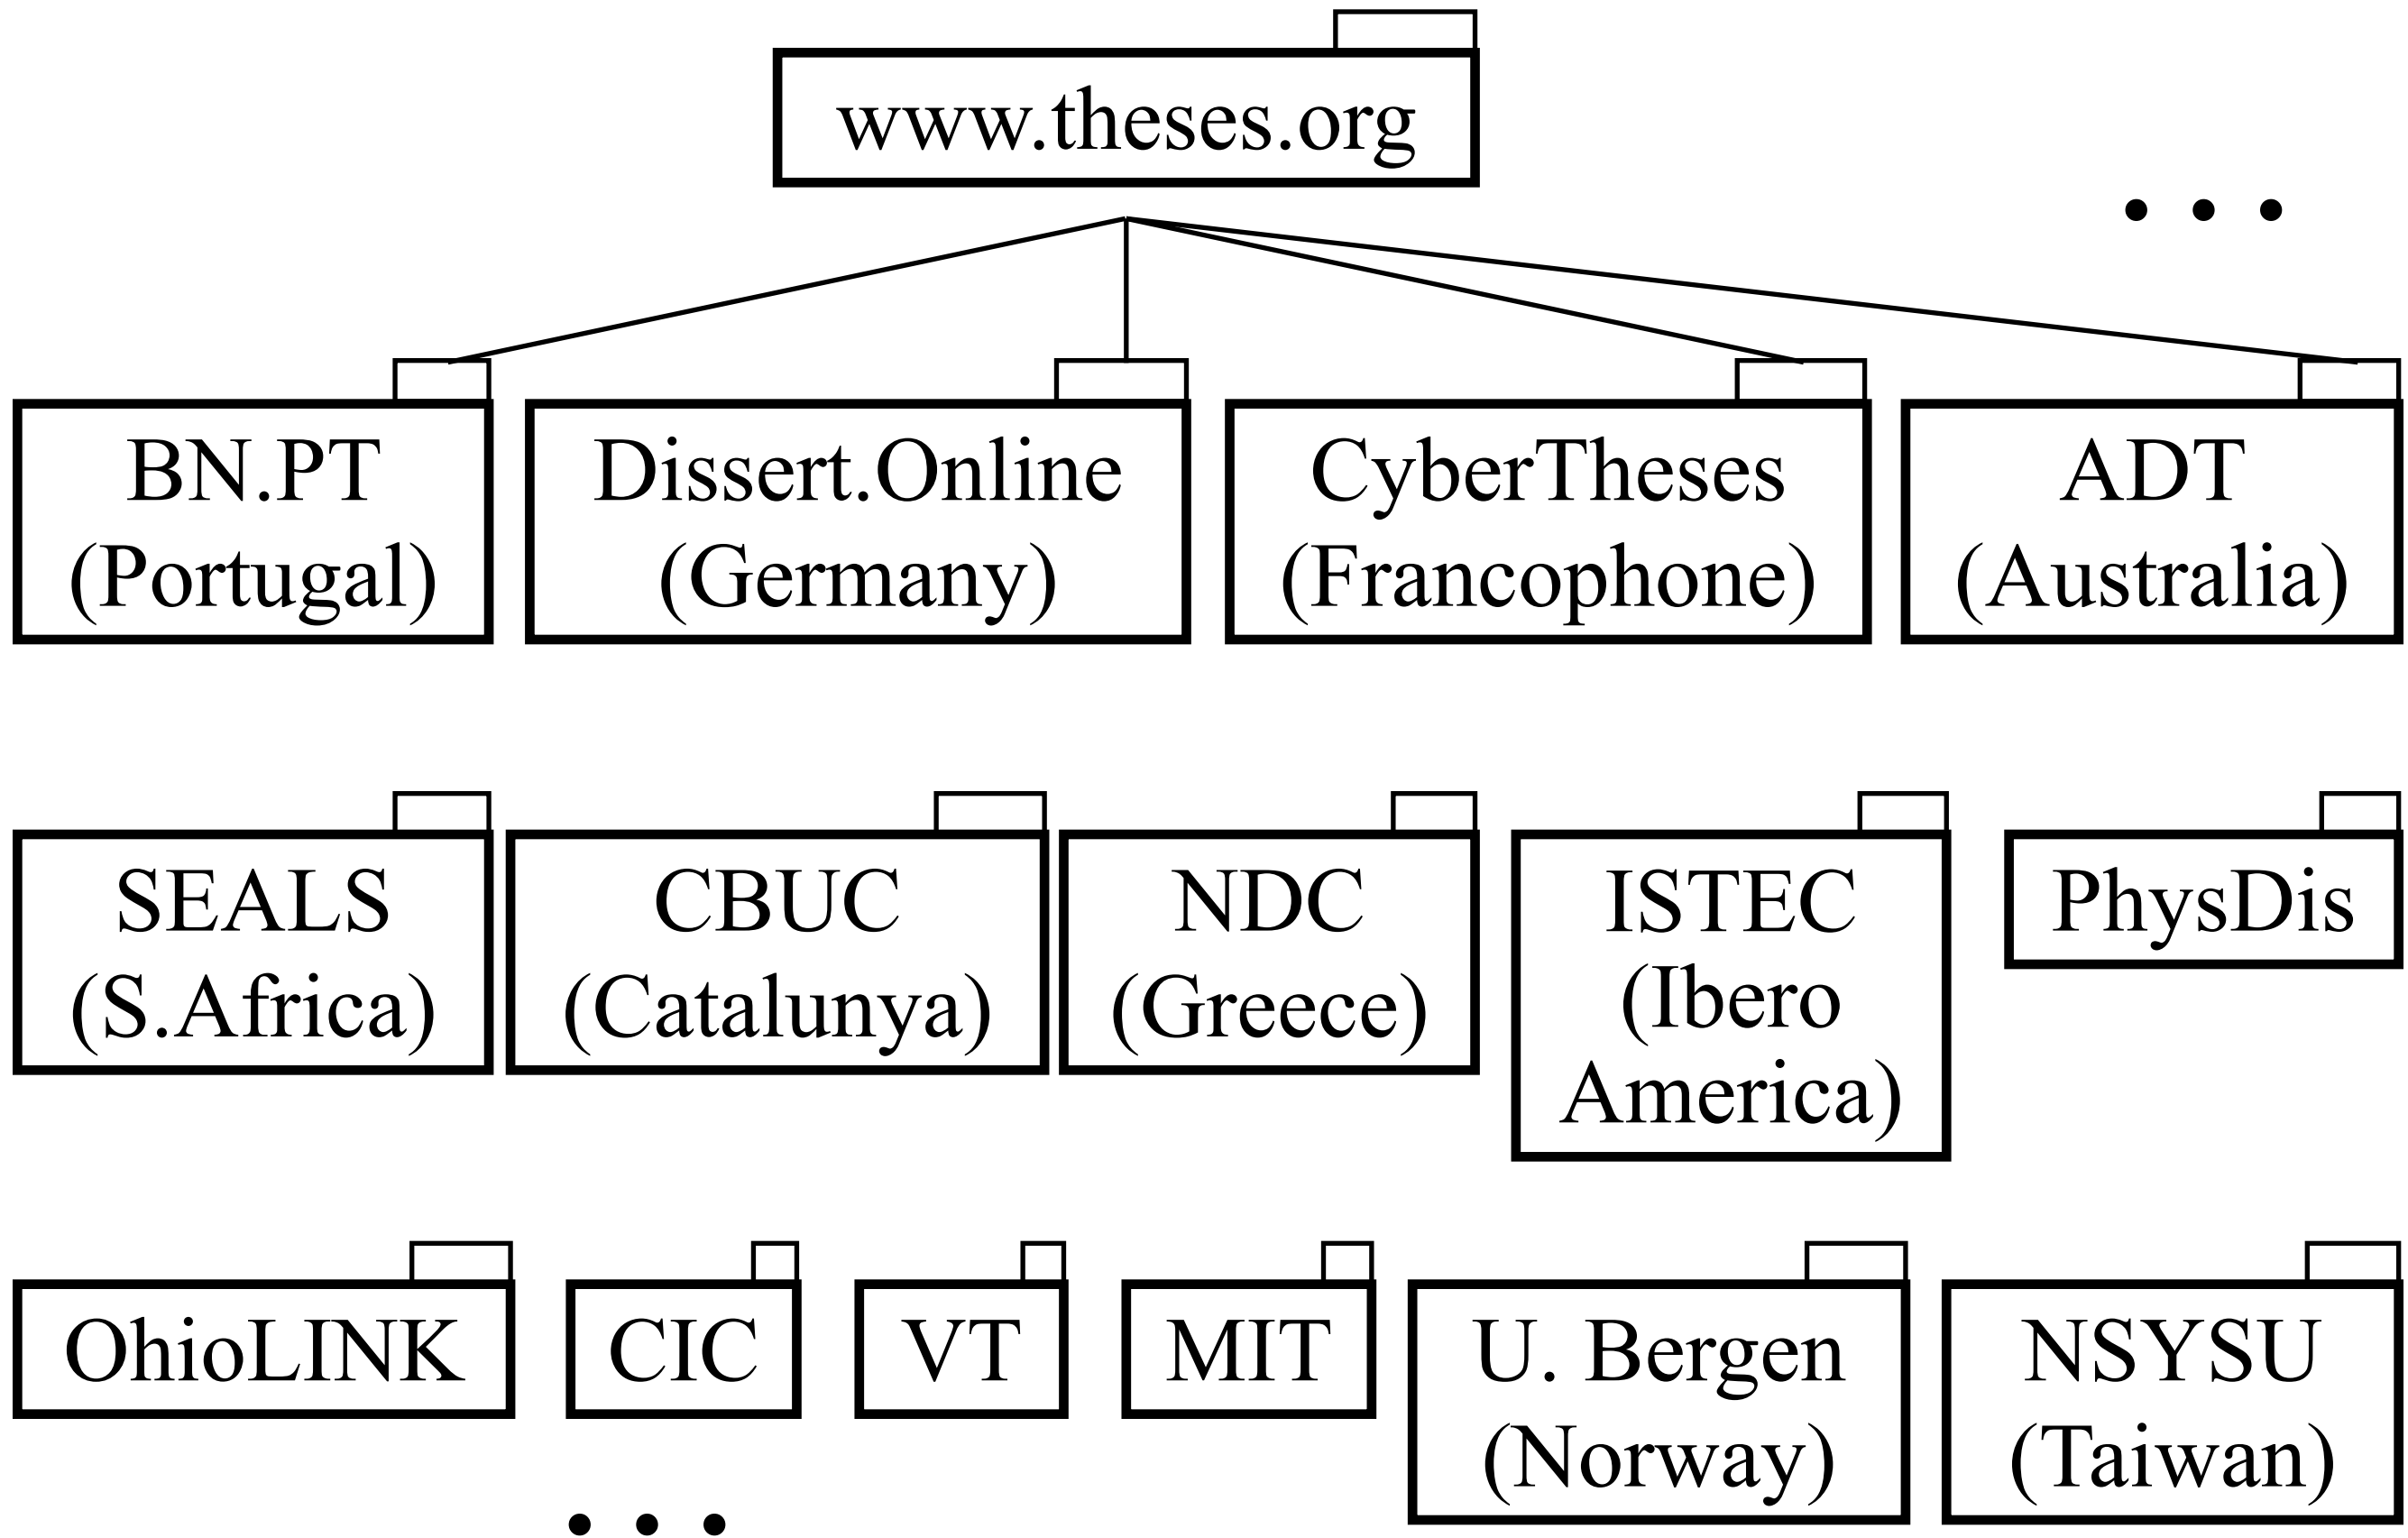 www.theses.org
. . .
BN.PT
(Portugal)
Dissert.Online
(Germany)
CyberTheses
(Francophone)
ADT
(Australia)
SEALS
(S.Africa)
CBUC
(Catalunya)
NDC
(Greece)
ISTEC
(Ibero
America)
PhysDis
OhioLINK
CIC
VT
MIT
U. Bergen
(Norway)
NSYSU
(Taiwan)
. . .